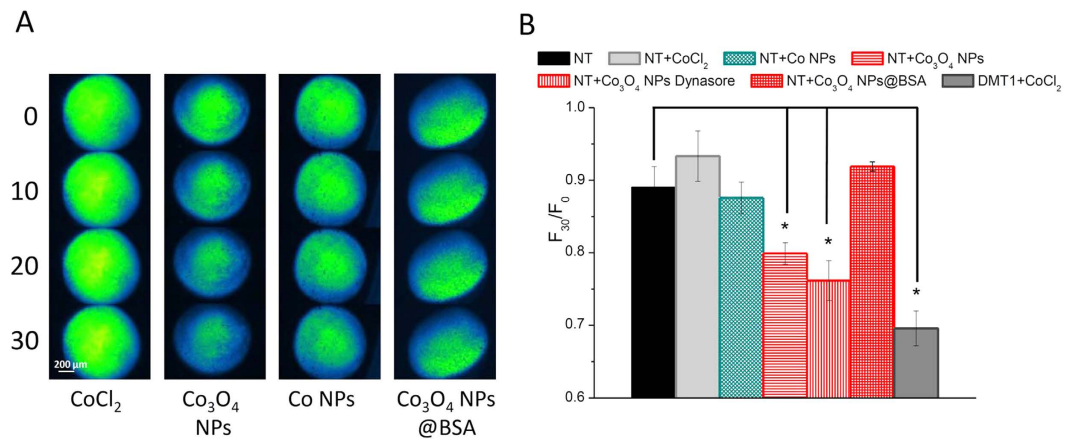 A
0
10
20
30
200 µm
CoCl₂
Co₃O₄
NPs
Co NPs
Co₃O₄ NPs
@BSA
B
NT NT+CoCl₂ NT+Co NPs NT+Co₃O₄ NPs
NT+Co₃O₄ NPs Dynasore NT+Co₃O₄ NPs@BSA DMT1+CoCl₂
1.0
0.9
0.8
0.7
0.6
F₃₀/F₀
*
*
*